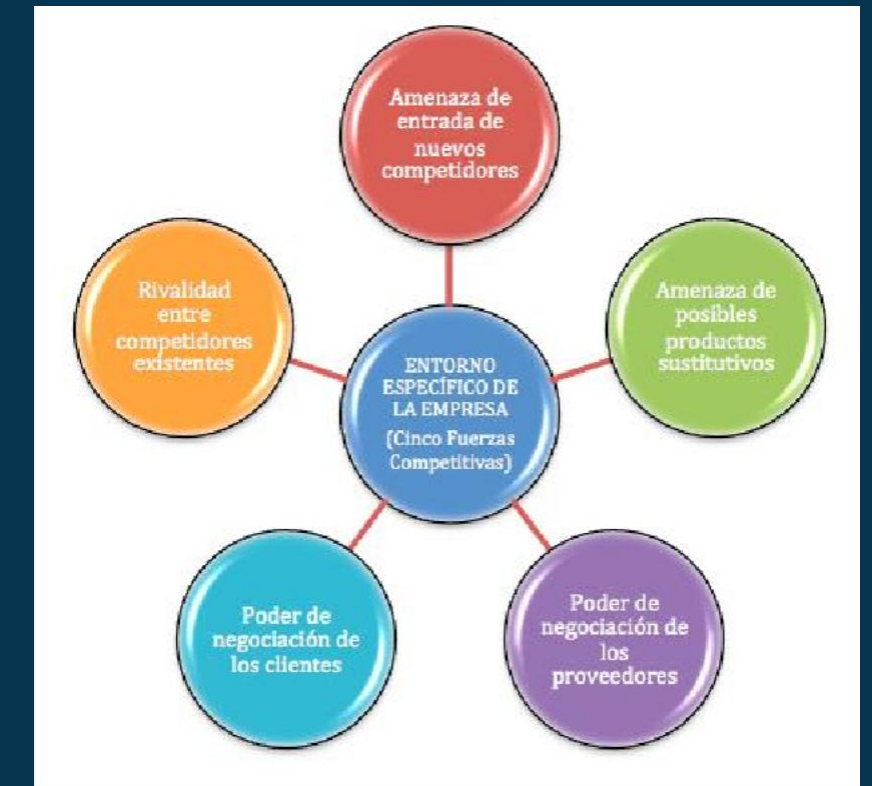 Amenaza de
entrada de
nuevos
competidores
Rivalidad
entre
competidores
existentes
Amenaza de
posibles
productos
sustitutivos
ENTORNO
ESPECÍFICO DE
LA EMPRESA
(Cinco Fuerzas
Competitivas)
Poder de
negociación de
los clientes
Poder de
negociación de
los
proveedores